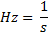 Hz = 1/s